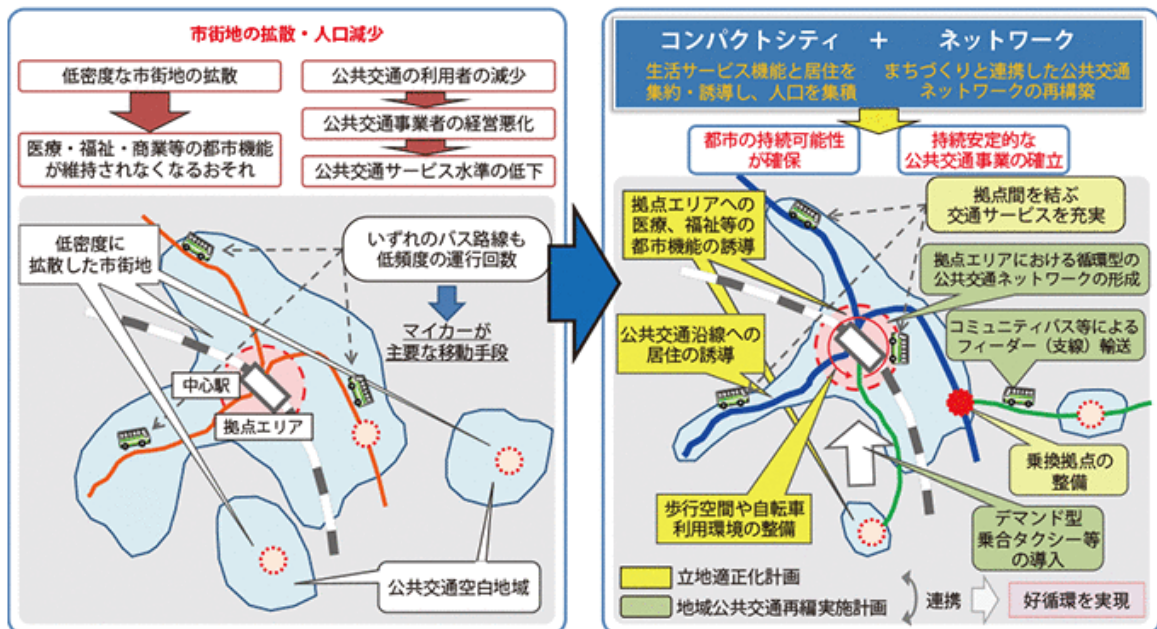 市街地の拡散・人口減少
低密度な市街地の拡散
医療・福祉・商業等の都市機能
が維持されなくなるおそれ
公共交通の利用者の減少
公共交通事業者の経営悪化
公共交通サービス水準の低下
低密度に
拡散した市街地
いずれのバス路線も
低頻度の運行回数
マイカーが
主要な移動手段
中心駅
拠点エリア
公共交通空白地域
コンパクトシティ ＋ ネットワーク
生活サービス機能と居住を
集約・誘導し、人口を集積
まちづくりと連携した公共交通
ネットワークの再構築
都市の持続可能性
が確保
持続安定的な
公共交通事業の確立
拠点エリアへの
医療、福祉等の
都市機能の誘導
拠点間を結ぶ
交通サービスを充実
拠点エリアにおける循環型の
公共交通ネットワークの形成
公共交通沿線への
居住の誘導
コミュニティバス等による
フィーダー（支線）輸送
乗換拠点の
整備
歩行空間や自転車
利用環境の整備
デマンド型
乗合タクシー等
の導入
立地適正化計画
地域公共交通再編実施計画
連携
好循環を実現